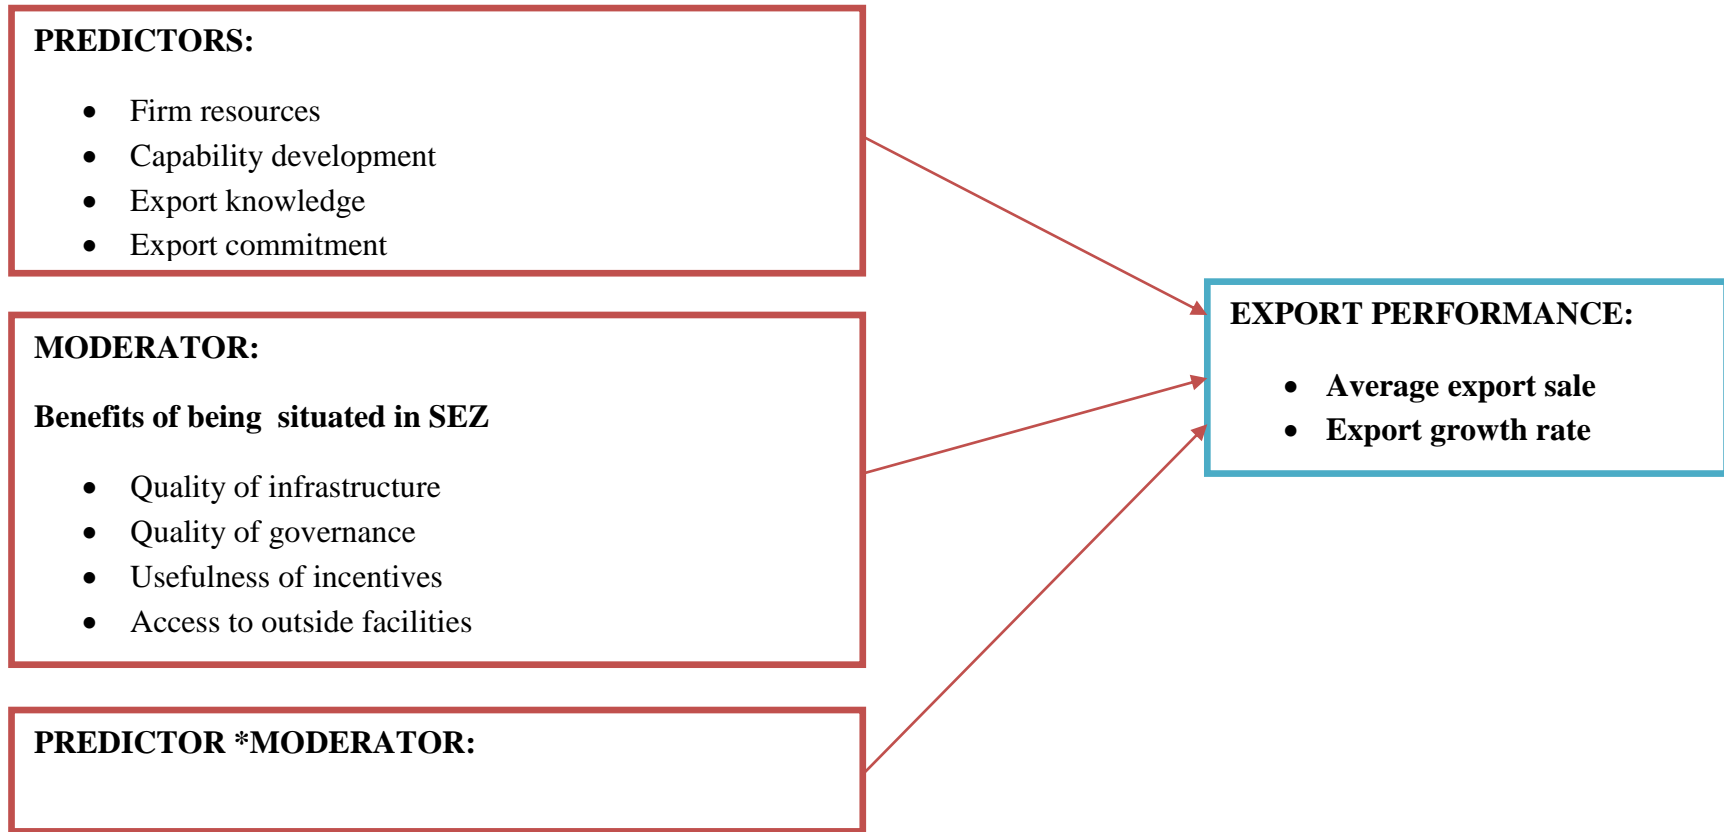 PREDICTORS:
• Firm resources
• Capability development
• Export knowledge
• Export commitment
MODERATOR:
Benefits of being  situated in SEZ
• Quality of infrastructure
• Quality of governance
• Usefulness of incentives
• Access to outside facilities
PREDICTOR *MODERATOR:
EXPORT PERFORMANCE:
• Average export sale
• Export growth rate